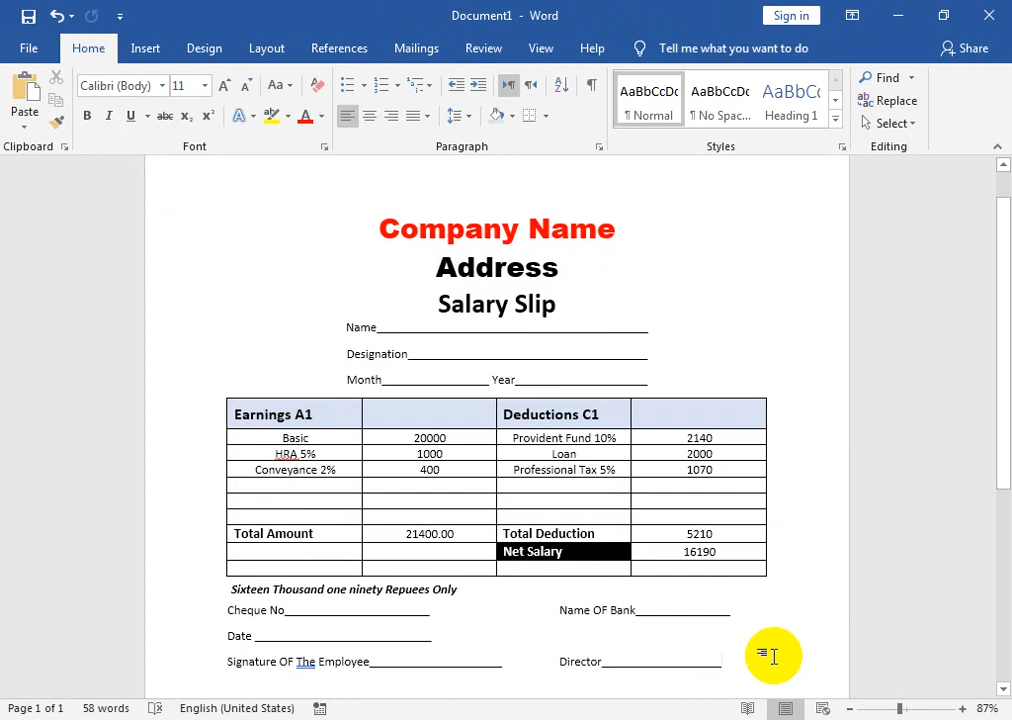 Document1 - Word
Sign in
File Home Insert Design Layout References Mailings Review View Help Tell me what you want to do Share
Paste
Calibri (Body) 11 Aa
B I U abc X₂ X² A A
AaBbCcDc AaBbCcDc AaBbCc
¶ Normal ¶ No Spac... Heading 1
Find
Replace
Select
Clipboard Font Paragraph Styles Editing
Company Name
Address
Salary Slip
Name
Designation
Month Year
Earnings A1 Deductions C1
Basic 20000 Provident Fund 10% 2140
HRA 5% 1000 Loan 2000
Conveyance 2% 400 Professional Tax 5% 1070
Total Amount 21400.00 Total Deduction 5210
Net Salary 16190
Sixteen Thousand one ninety Repuees Only
Cheque No Name OF Bank
Date
Signature OF The Employee Director
Page 1 of 1 58 words English (United States) 87%